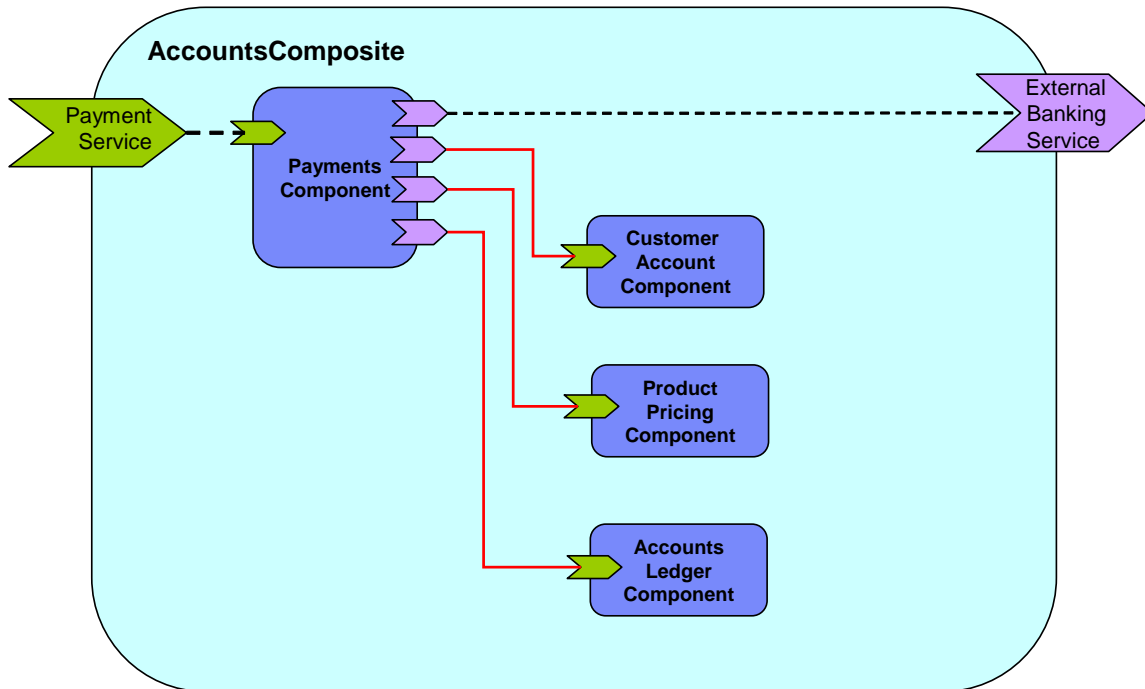 AccountsComposite
Payment
Service
External
Banking
Service
Payments
Component
Customer
Account
Component
Product
Pricing
Component
Accounts
Ledger
Component